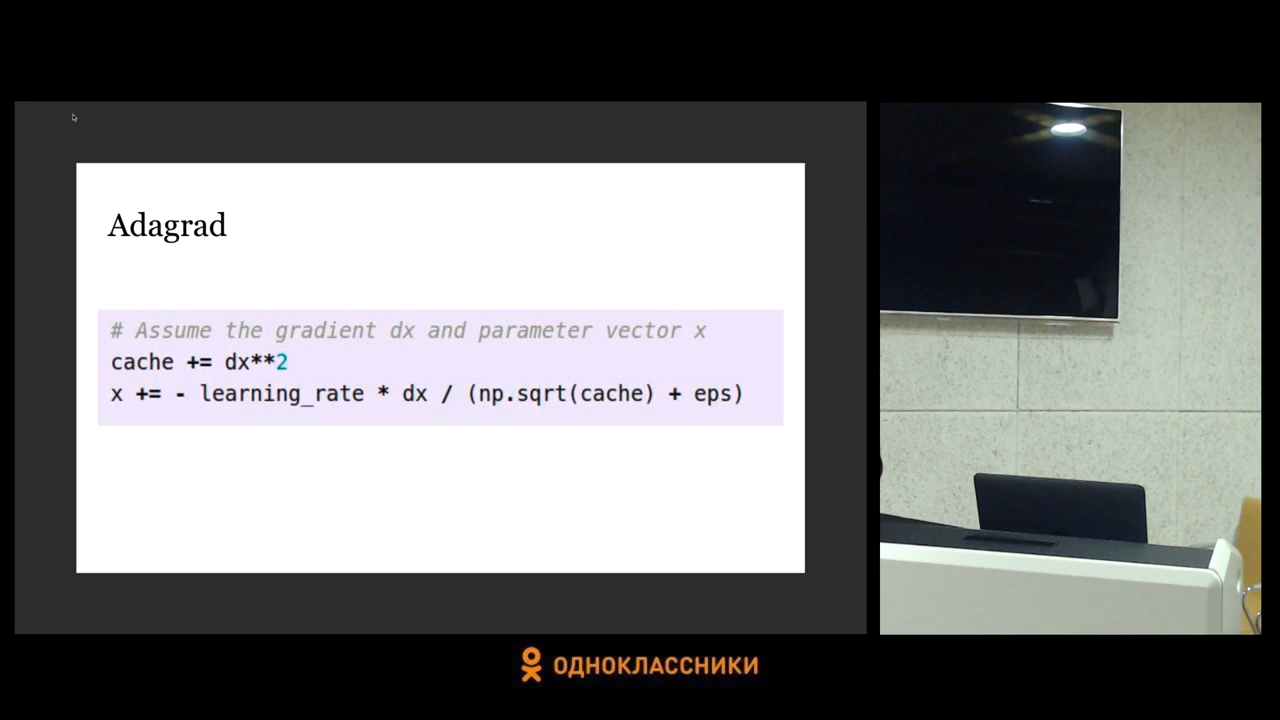 Adagrad
# Assume the gradient dx and parameter vector x
cache += dx**2
x += - learning_rate * dx / (np.sqrt(cache) + eps)
ОДНОКЛАССНИКИ